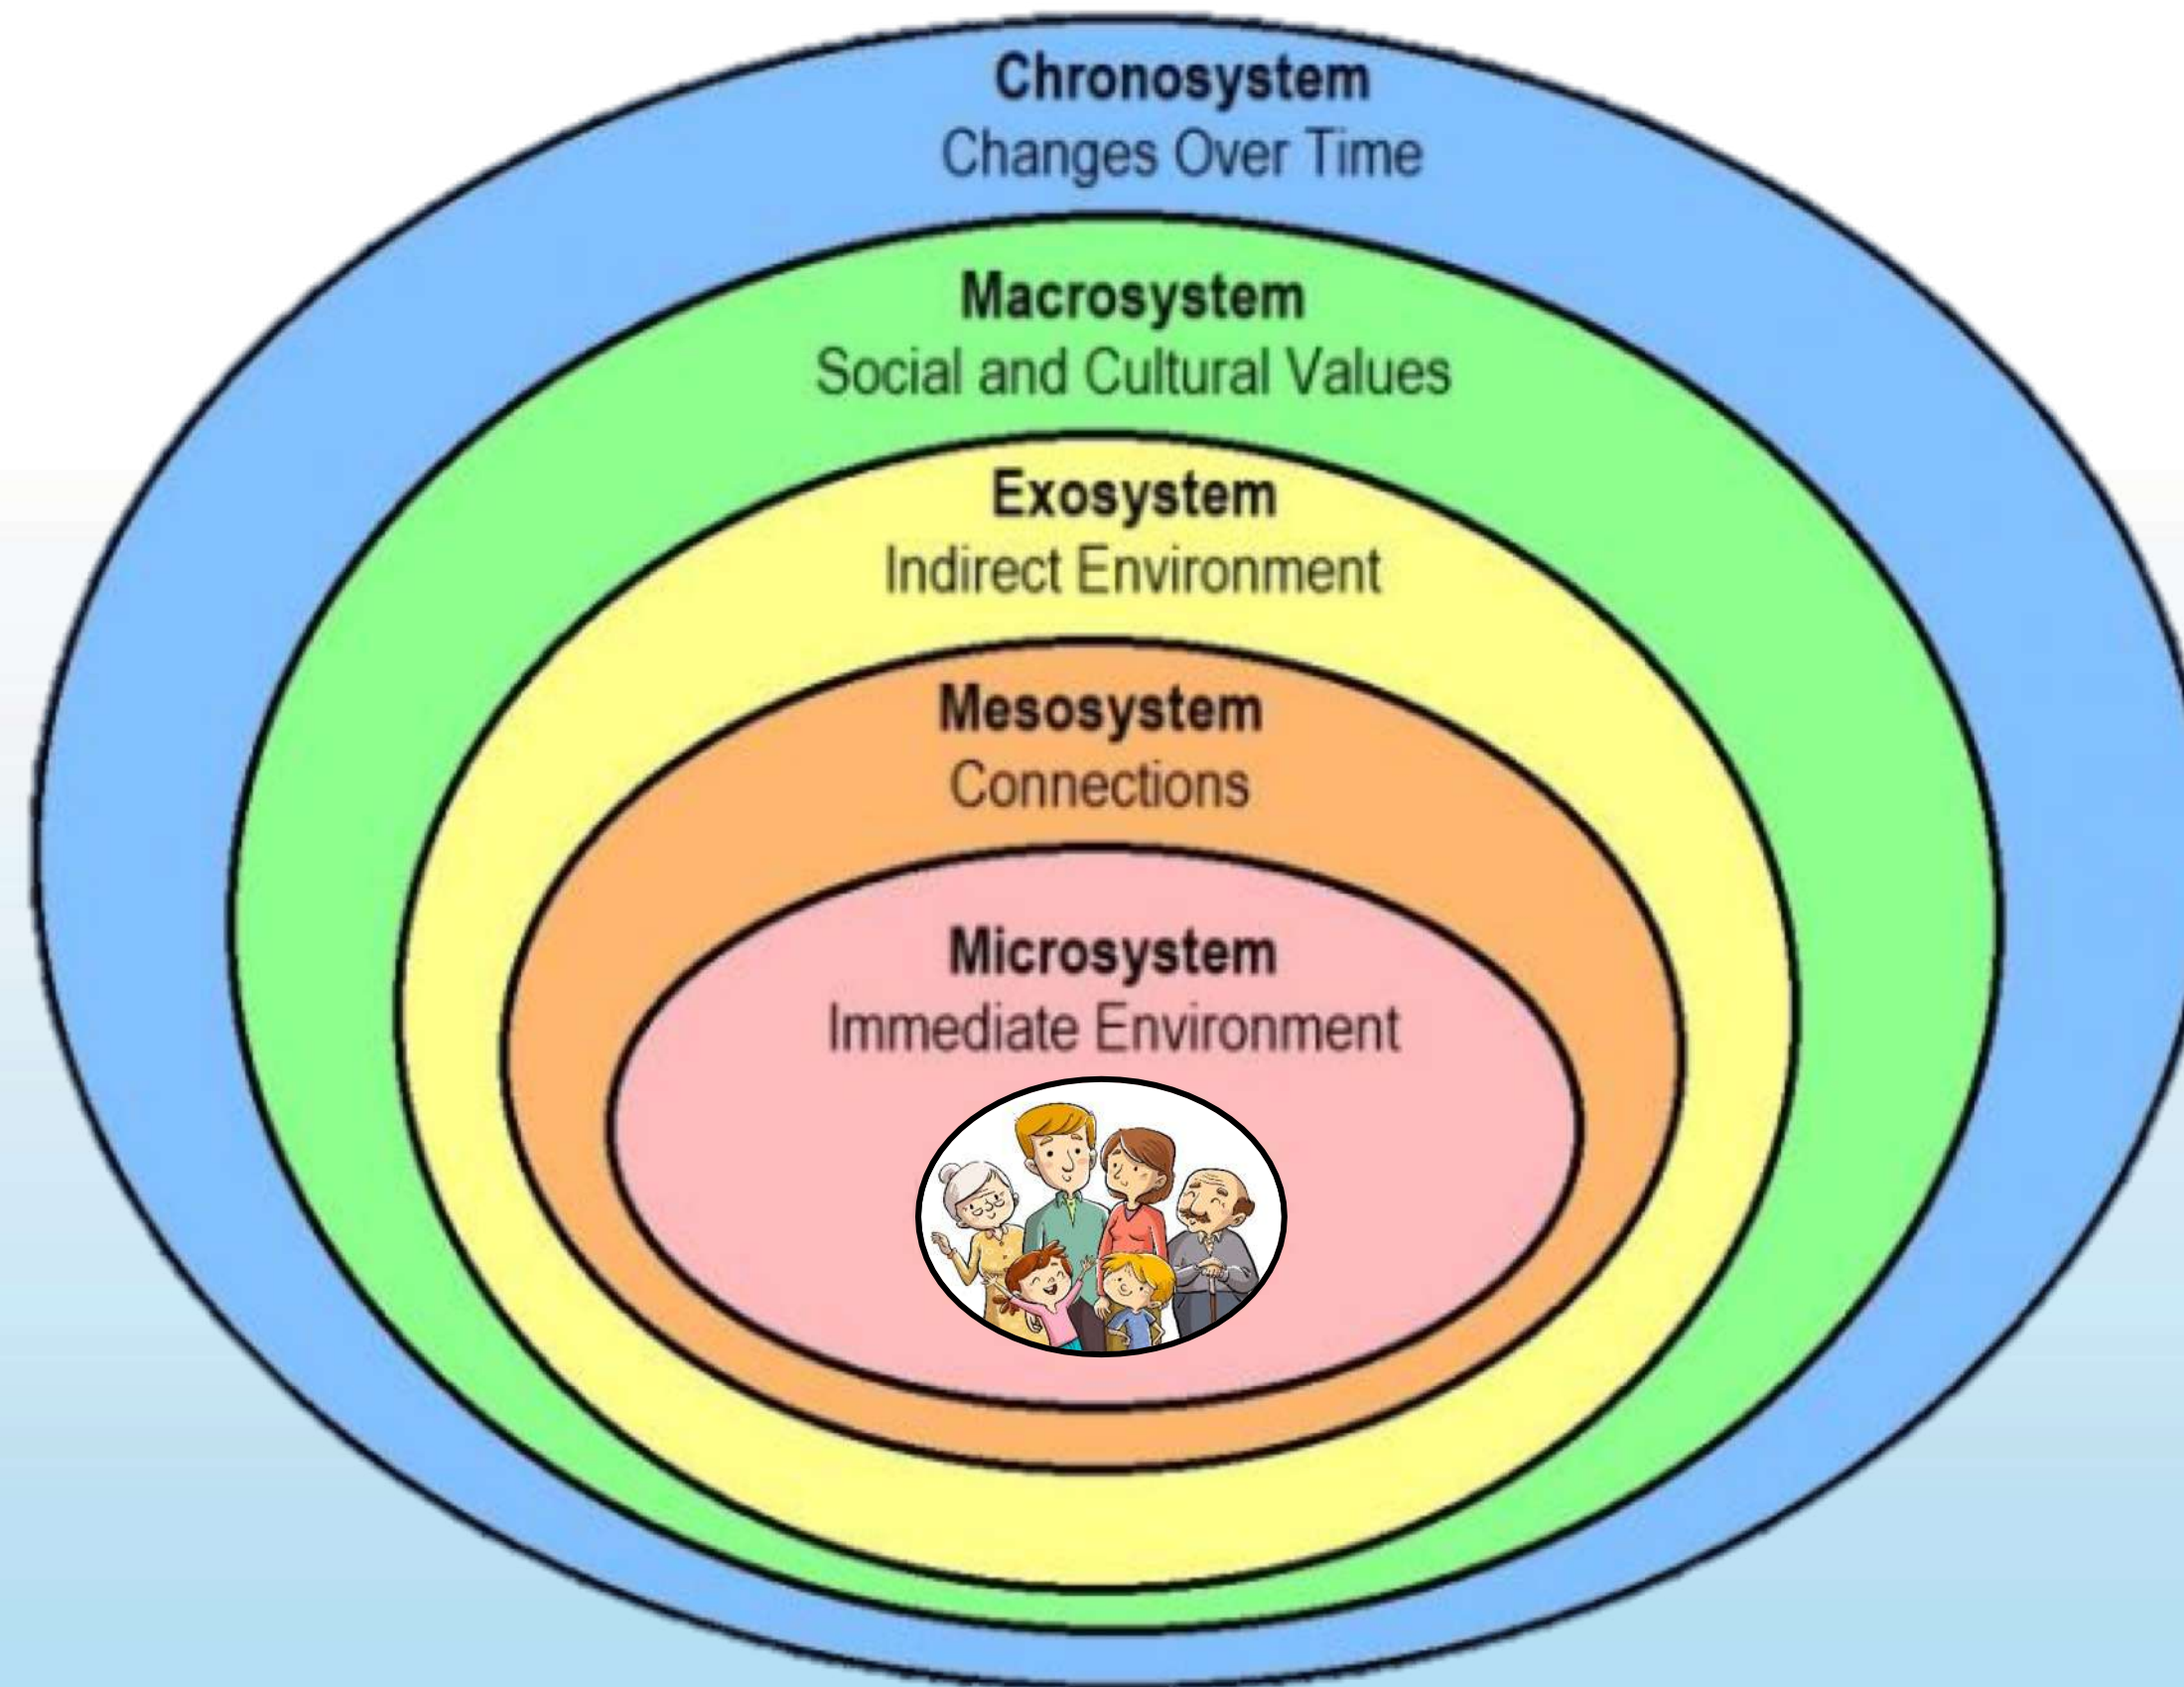 Chronosystem
Changes Over Time
Macrosystem
Social and Cultural Values
Exosystem
Indirect Environment
Mesosystem
Connections
Microsystem
Immediate Environment